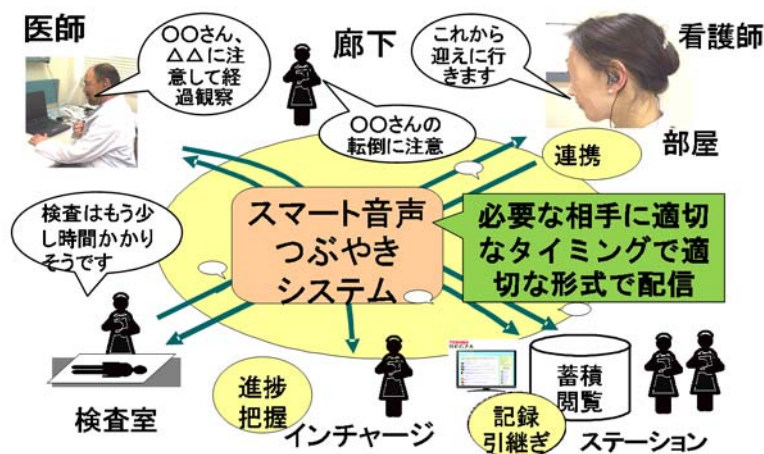 医師
〇〇さん、
△△に注
意して経
過観察
廊下
〇〇さんの
転倒に注意
これから
迎えに行
きます
看護師
部屋
連携
検査はもう少
し時間かかり
そうです
スマート音声
つぶやき
システム
必要な相手に適切
なタイミングで適
切な形式で配信
検査室
進捗
把握
インチャージ
TOSHIBA
蓄積
閲覧
記録
引継ぎ
ステーション